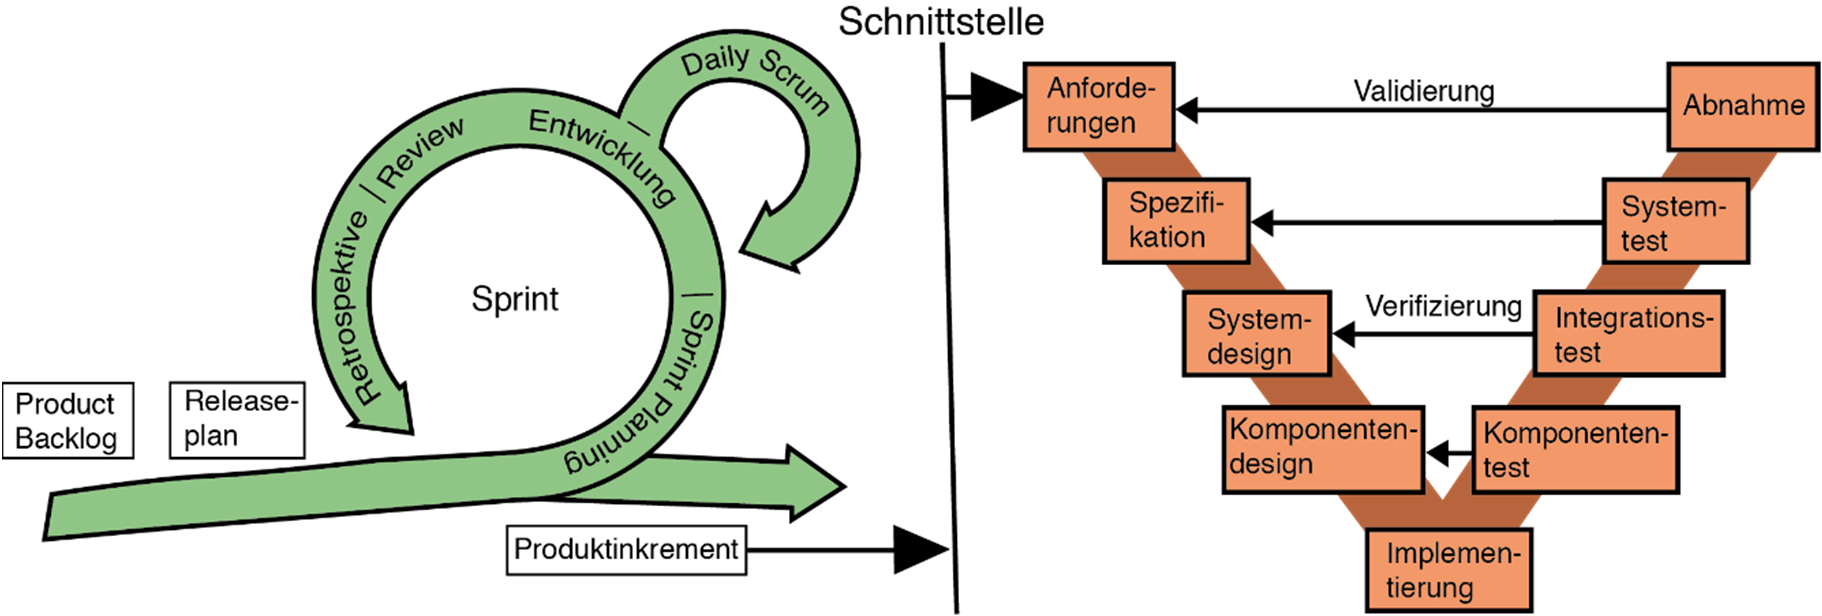 Schnittstelle
Daily Scrum
Entwicklung
Review
Retrospektive
Sprint
Sprint Planning
Product
Backlog
Release-
plan
Produktinkrement
Anforde-
rungen
Validierung
Abnahme
Spezifi-
kation
System-
test
System-
design
Verifizierung
Integrations-
test
Komponenten-
design
Komponenten-
test
Implemen-
tierung